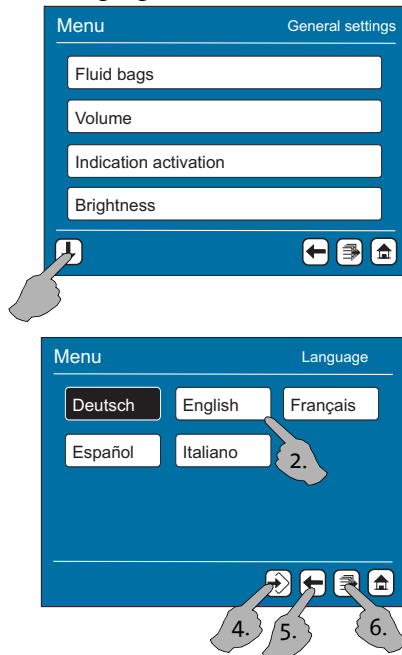 Menu General settings
Fluid bags
Volume
Indication activation
Brightness
Menu Language
Deutsch English Français
Español Italiano
2.
4. 5. 6.